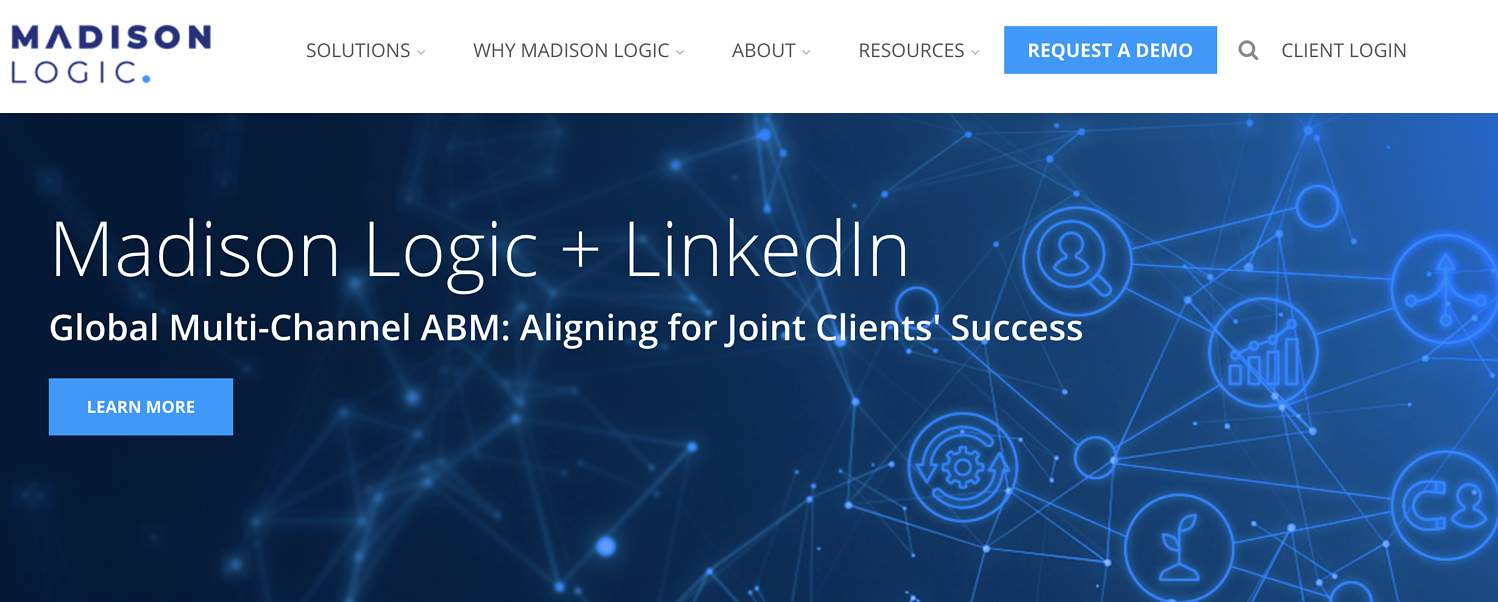 MADISON
LOGIC.
SOLUTIONS WHY MADISON LOGIC ABOUT RESOURCES REQUEST A DEMO CLIENT LOGIN
Madison Logic + LinkedIn
Global Multi-Channel ABM: Aligning for Joint Clients' Success
LEARN MORE